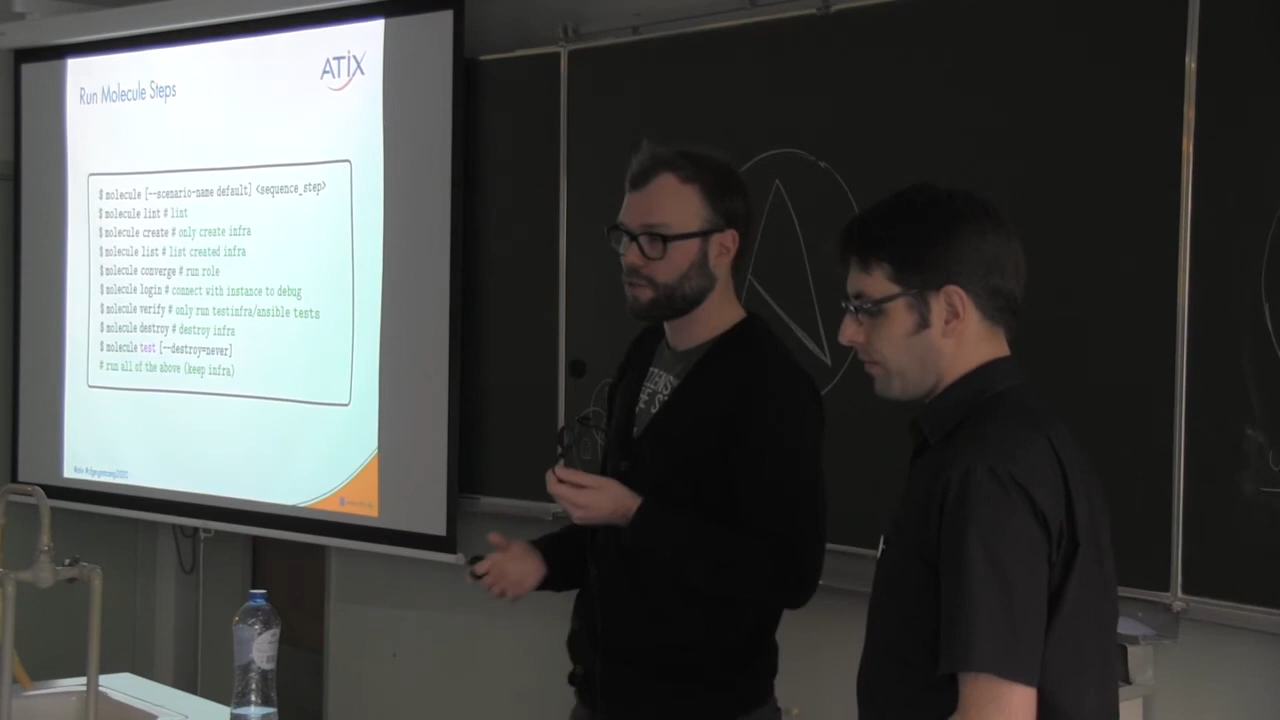 ATIX
Run Molecule Steps
$ molecule [--scenario-name default] <sequence_step>
$ molecule lint # lint
$ molecule create # only create infra
$ molecule list # list created infra
$ molecule converge # run role
$ molecule login # connect with instance to debug
$ molecule verify # only run testinfra/ansible tests
$ molecule destroy # destroy infra
$ molecule test [--destroy=never]
# run all of the above (keep infra)